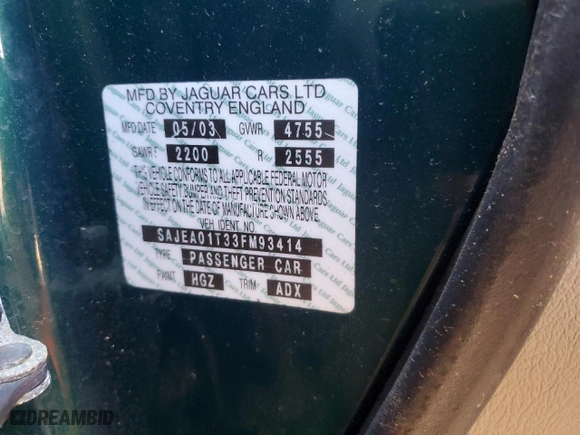 MFD BY JAGUAR CARS LTD
COVENTRY ENGLAND
MFD DATE 05/03 GVWR 4755
GAWR F 2200 R 2555
THIS VEHICLE CONFORMS TO ALL APPLICABLE FEDERAL MOTOR
VEHICLE SAFETY BUMPER AND THEFT PREVENTION STANDARDS
IN EFFECT ON THE DATE OF MANUFACTURE SHOWN ABOVE
VEH. IDENT. NO.
SAJEA01T33FM93414
TYPE PASSENGER CAR
PAINT HGZ TRIM ADX
DREAMBID